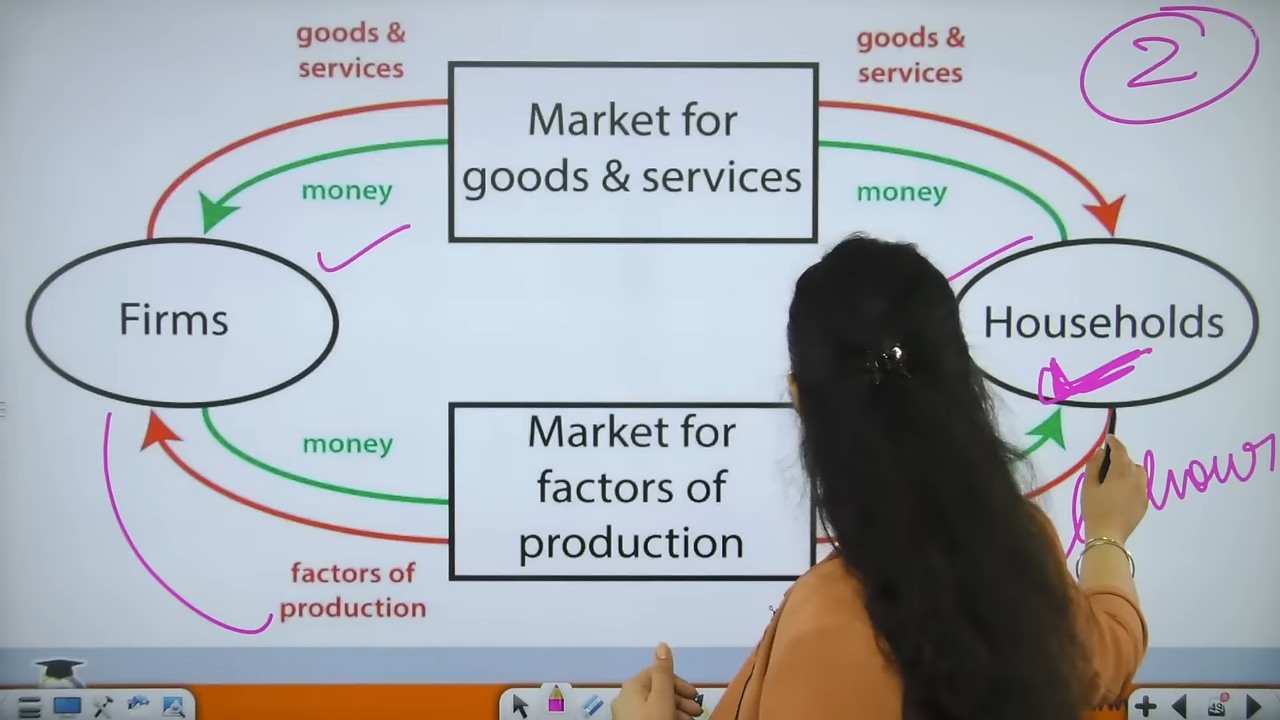 goods &
services
goods &
services
2
Market for
goods & services
money
money
Firms
Households
money
Market for
factors of
production
factors of
production
49